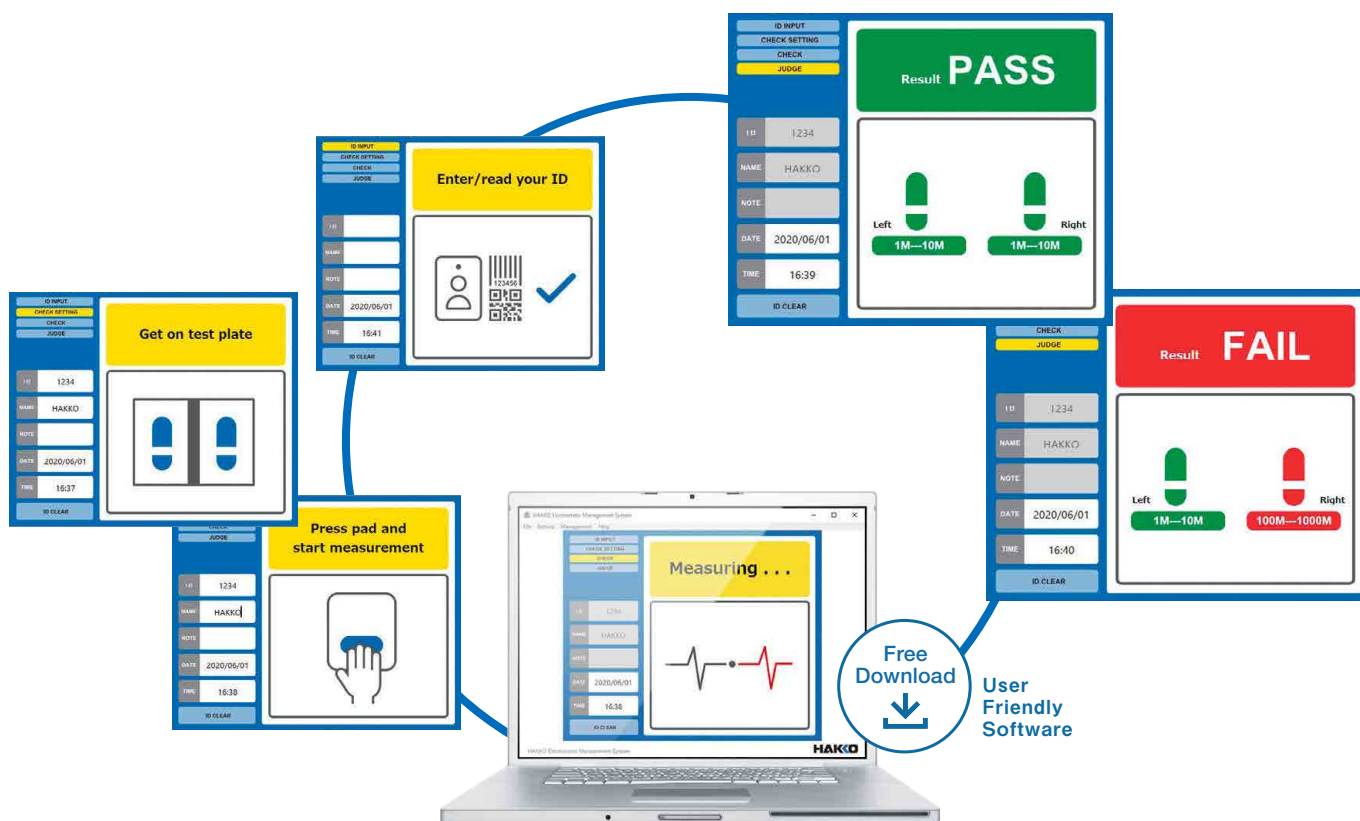 ID INPUT
CHECK SETTING
CHECK
JUDGE
Enter/read your ID
123456
ID
NAME
NOTE
DATE 2020/06/01
TIME 16:41
ID CLEAR
ID INPUT
CHECK SETTING
CHECK
JUDGE
Get on test plate
ID 1234
NAME HAKKO
NOTE
DATE 2020/06/01
TIME 16:37
ID CLEAR
CHECK
JUDGE
Press pad and
start measurement
ID 1234
NAME HAKKO
NOTE
DATE 2020/06/01
TIME 16:38
ID CLEAR
HAKKO Electrostatic Management System
File Setting Management Help
ID INPUT
CHECK SETTING
CHECK
JUDGE
Measuring . . .
ID 1234
NAME HAKKO
NOTE
DATE 2020/06/01
TIME 16:38
ID CLEAR
HAKKO Electrostatic Management System
HAKKO
ID INPUT
CHECK SETTING
CHECK
JUDGE
Result PASS
ID 1234
NAME HAKKO
NOTE
DATE 2020/06/01
TIME 16:39
ID CLEAR
Left
Right
1M—10M
1M—10M
CHECK
JUDGE
Result FAIL
ID 1234
NAME HAKKO
NOTE
DATE 2020/06/01
TIME 16:40
ID CLEAR
Left
Right
1M—10M
100M—1000M
Free
Download
User
Friendly
Software